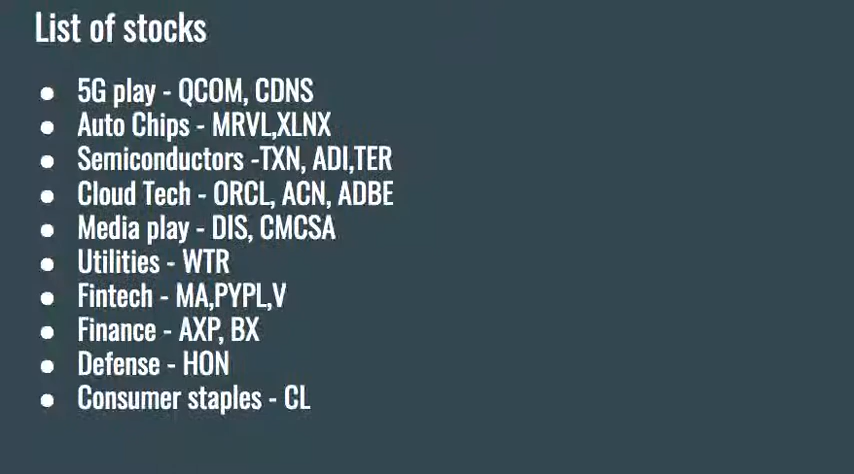 List of stocks
● 5G play - QCOM, CDNS
● Auto Chips - MRVL,XLNX
● Semiconductors -TXN, ADI,TER
● Cloud Tech - ORCL, ACN, ADBE
● Media play - DIS, CMCSA
● Utilities - WTR
● Fintech - MA,PYPL,V
● Finance - AXP, BX
● Defense - HON
● Consumer staples - CL